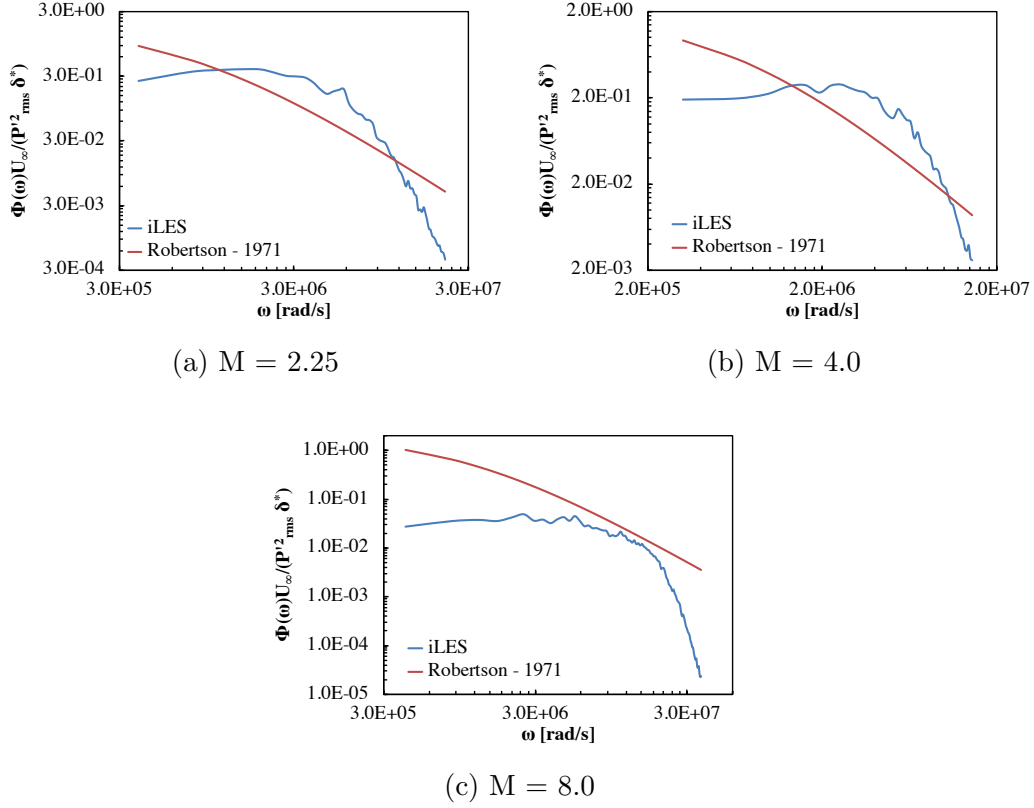 3.0E+00
3.0E-01
3.0E-02
3.0E-03
3.0E-04
Φ(ω)U∞/(P'²rms δ*)
iLES
Robertson - 1971
3.0E+05 3.0E+06 3.0E+07
ω [rad/s]
(a) M = 2.25
2.0E+00
2.0E-01
2.0E-02
2.0E-03
Φ(ω)U∞/(P'²rms δ*)
iLES
Robertson - 1971
2.0E+05 2.0E+06 2.0E+07
ω [rad/s]
(b) M = 4.0
1.0E+00
1.0E-01
1.0E-02
1.0E-03
1.0E-04
1.0E-05
Φ(ω)U∞/(P'²rms δ*)
iLES
Robertson - 1971
3.0E+05 3.0E+06 3.0E+07
ω [rad/s]
(c) M = 8.0